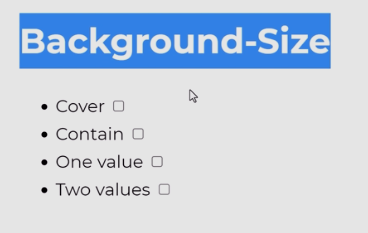 Background-Size
Cover
Contain
One value
Two values